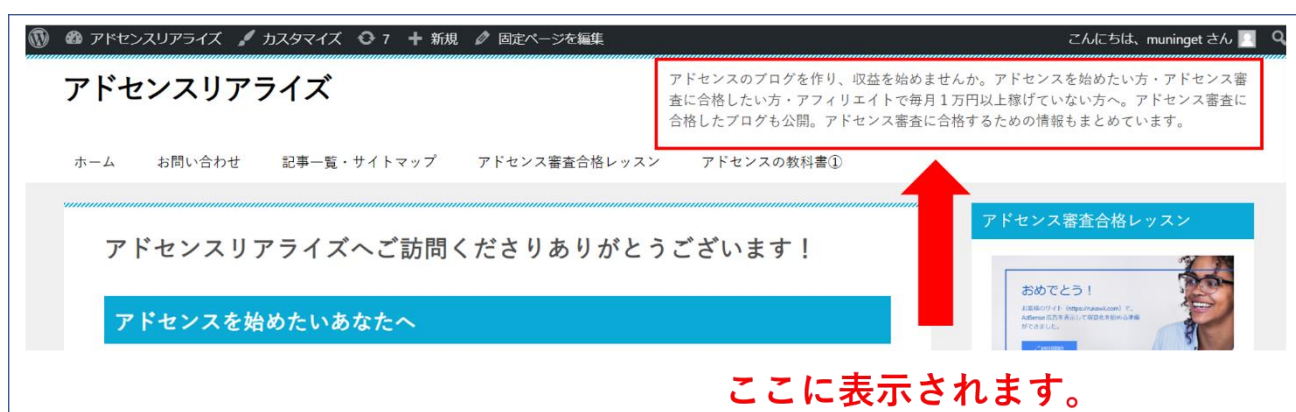 アドセンスリアライズ カスタマイズ 7 新規 固定ページを編集 こんにちは、muninget さん
アドセンスリアライズ
アドセンスのブログを作り、収益を始めませんか。アドセンスを始めたい方・アドセンス審
査に合格したい方・アフィリエイトで毎月1万円以上稼げていない方へ。アドセンス審査に
合格したブログも公開。アドセンス審査に合格するための情報もまとめています。
ホーム お問い合わせ 記事一覧・サイトマップ アドセンス審査合格レッスン アドセンスの教科書①
アドセンス審査合格レッスン
アドセンスリアライズへご訪問くださりありがとうございます！
おめでとう！
アドセンスを始めたいあなたへ
ここに表示されます。